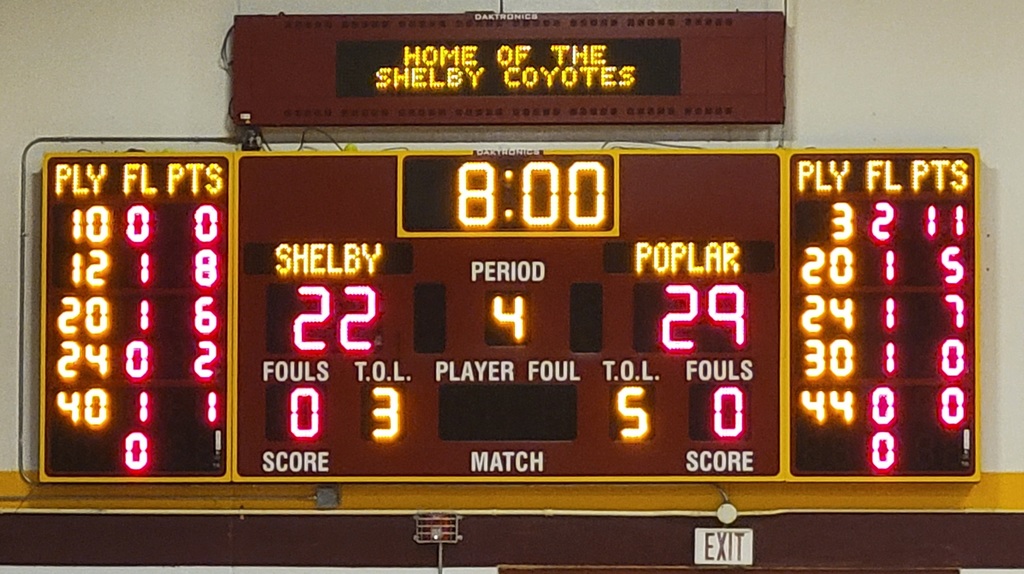 DAKTRONICS
HOME OF THE
SHELBY COYOTES
DAKTRONICS
PLY FL PTS
10 0 0
12 1 8
20 1 6
24 0 2
40 1 1
0
8:00
SHELBY
PERIOD
POPLAR
22
4
29
FOULS T.O.L. PLAYER FOUL T.O.L. FOULS
0 3 5 0
SCORE MATCH SCORE
PLY FL PTS
3 2 11
20 1 5
24 1 7
30 1 0
44 0 0
0
EXIT